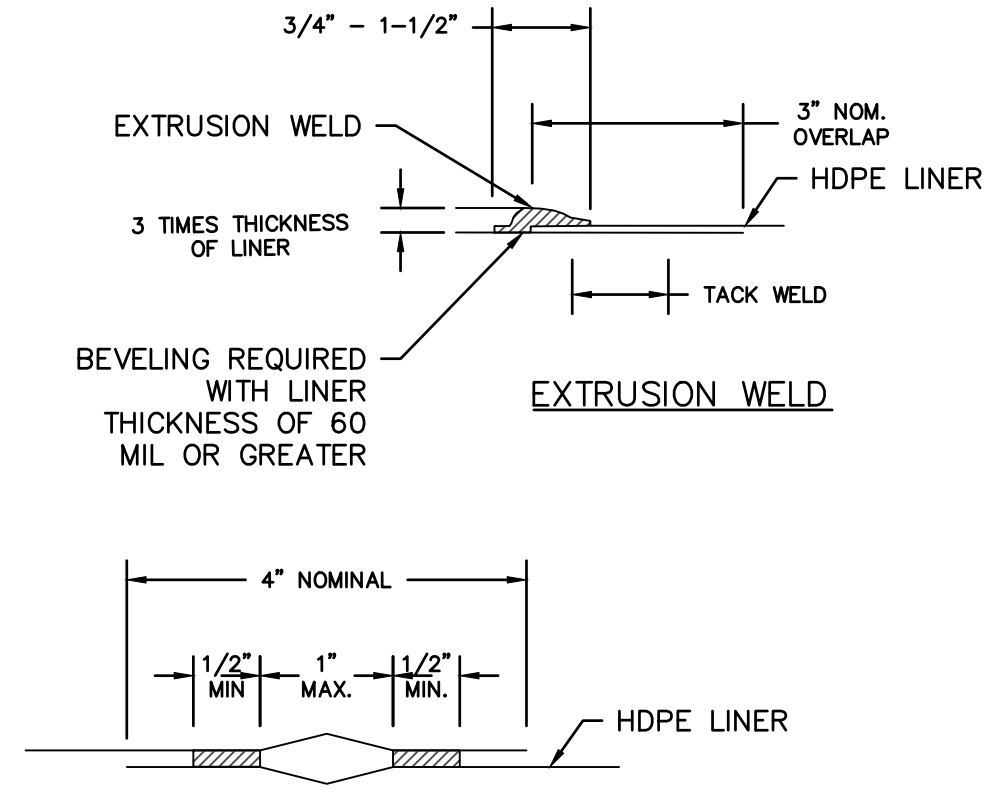 3/4" - 1-1/2"
EXTRUSION WELD
3" NOM.
OVERLAP
HDPE LINER
3 TIMES THICKNESS
OF LINER
TACK WELD
BEVELING REQUIRED
WITH LINER
THICKNESS OF 60
MIL OR GREATER
EXTRUSION WELD
4" NOMINAL
1/2" 1" 1/2"
MIN MAX. MIN.
HDPE LINER